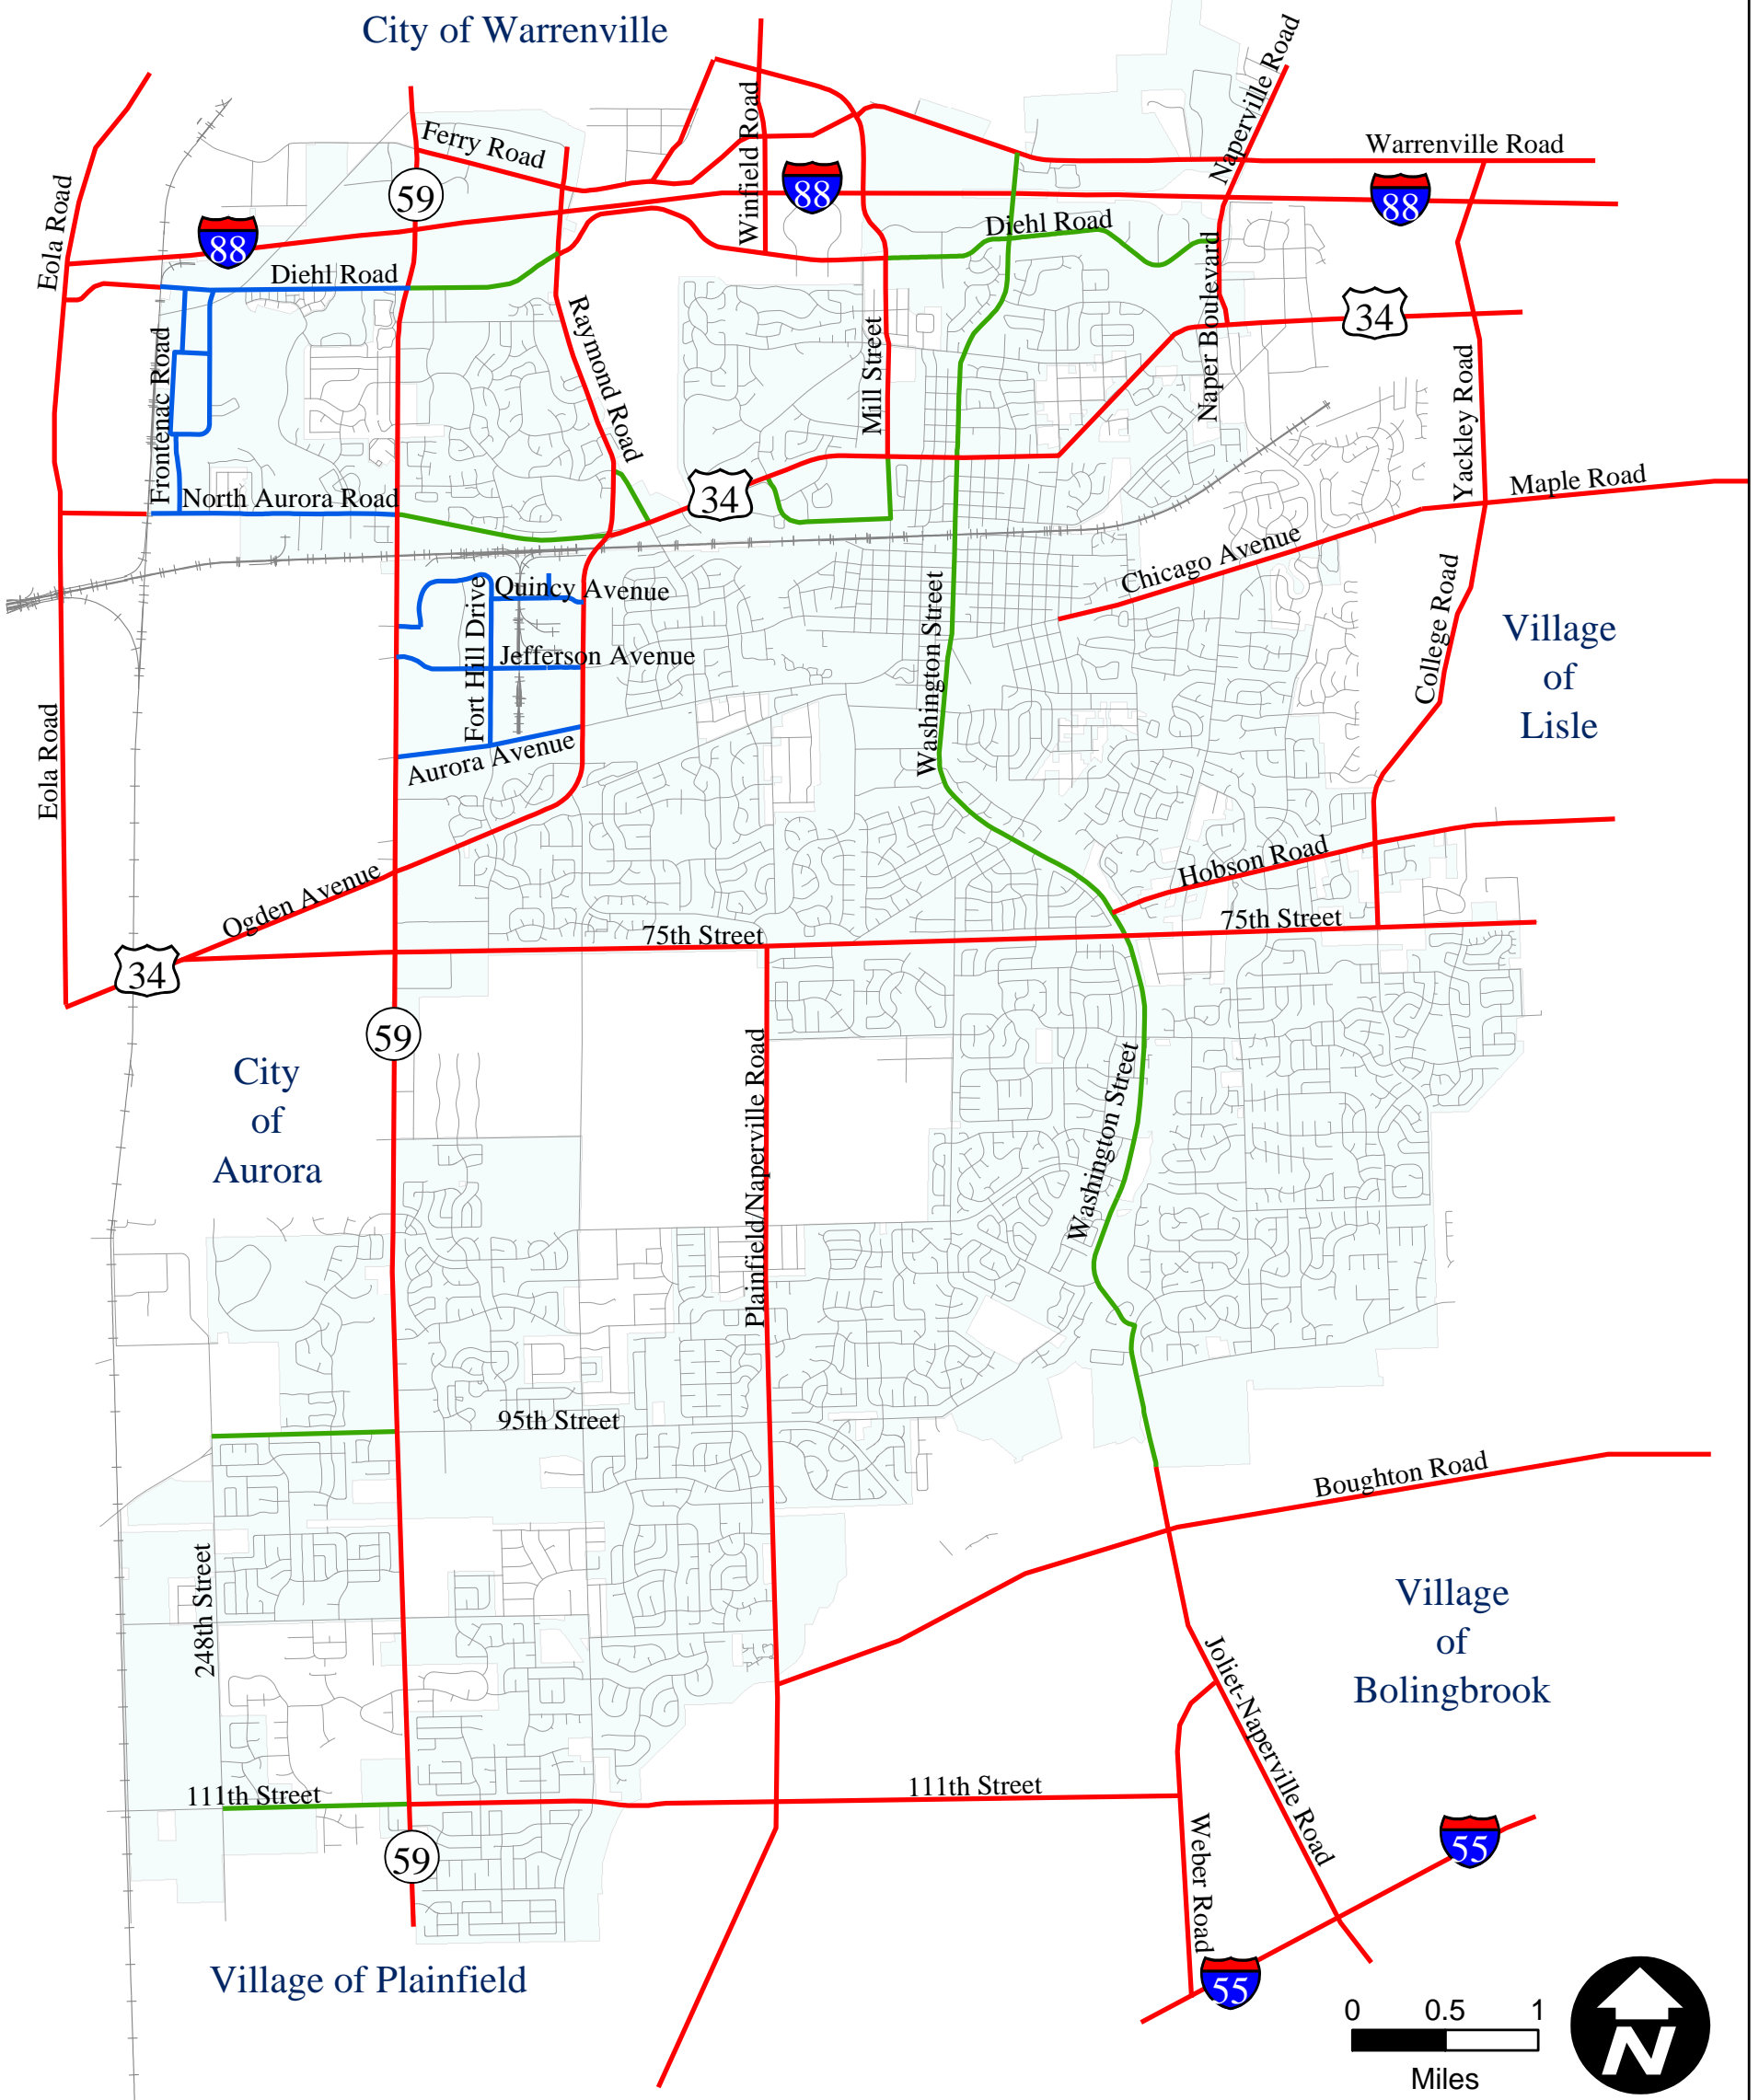 City of Warrenville
Naperville Road
Winfield Road
Ferry Road
Warrenville Road
59
88
88
88
Eola Road
Diehl Road
Diehl Road
Naper Boulevard
34
Raymond Road
Mill Street
Frontenac Road
Yackley Road
Maple Road
North Aurora Road
34
Chicago Avenue
Quincy Avenue
Fort Hill Drive
Washington Street
College Road
Village
of
Lisle
Jefferson Avenue
Eola Road
Aurora Avenue
Hobson Road
Ogden Avenue
75th Street
75th Street
34
59
City
of
Aurora
Plainfield/Naperville Road
Washington Street
95th Street
Boughton Road
248th Street
Village
of
Bolingbrook
Joliet-Naperville Road
111th Street
111th Street
Weber Road
55
59
55
Village of Plainfield
0 0.5 1
Miles
N